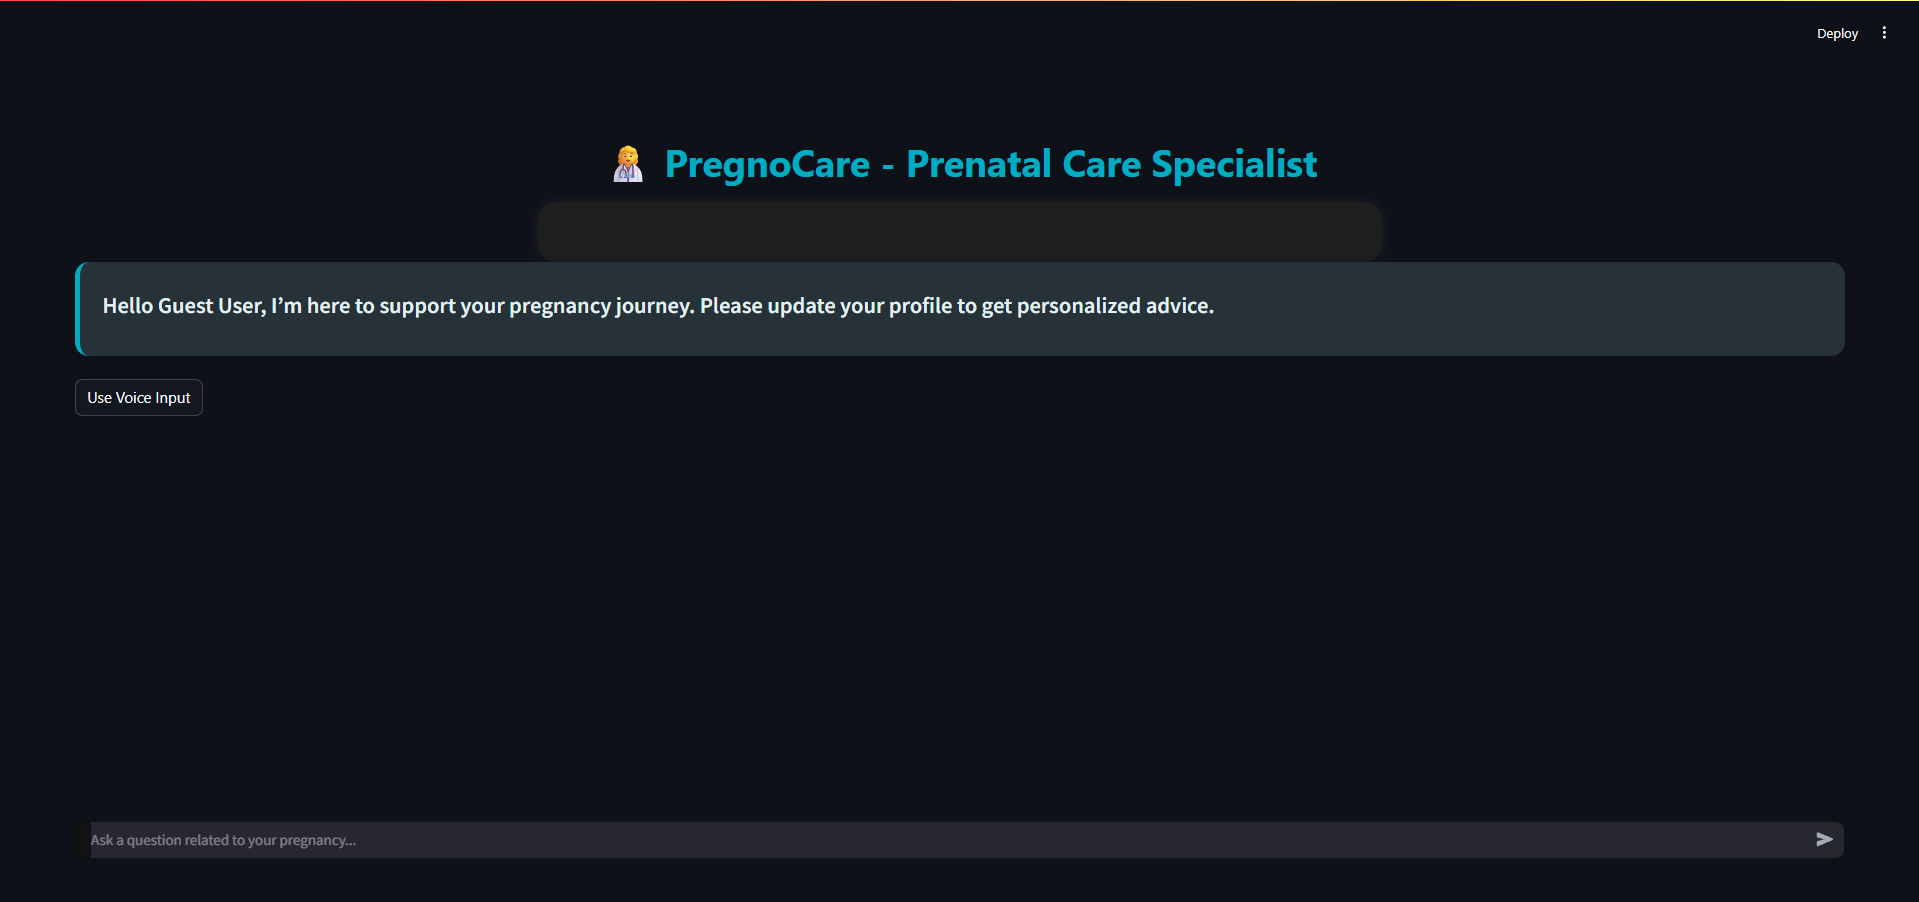 Deploy
PregnoCare - Prenatal Care Specialist
Hello Guest User, I’m here to support your pregnancy journey. Please update your profile to get personalized advice.
Use Voice Input
Ask a question related to your pregnancy...